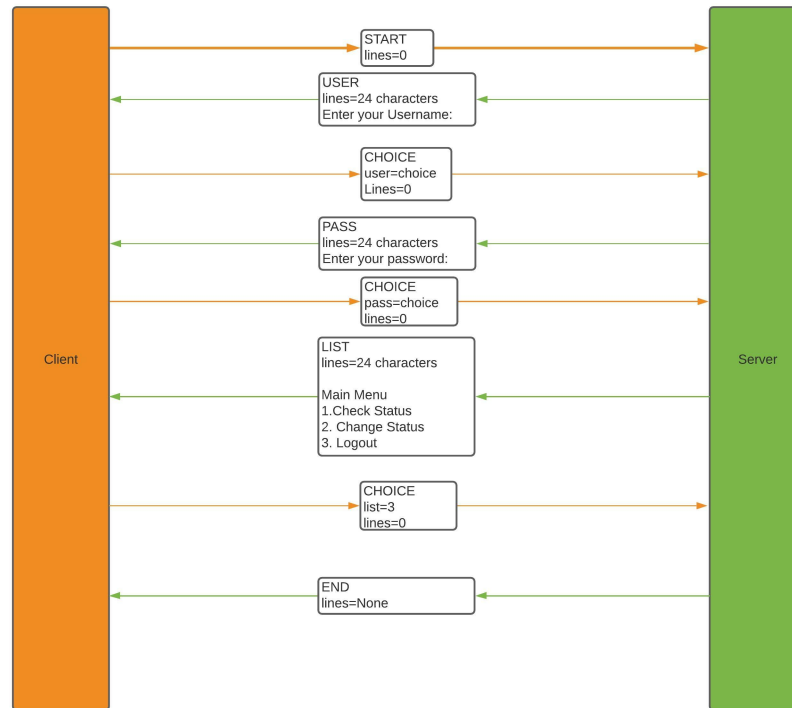 START
lines=0
USER
lines=24 characters
Enter your Username:
CHOICE
user=choice
Lines=0
PASS
lines=24 characters
Enter your password:
CHOICE
pass=choice
lines=0
Client
LIST
lines=24 characters
Main Menu
1.Check Status
2. Change Status
3. Logout
Server
CHOICE
list=3
lines=0
END
lines=None